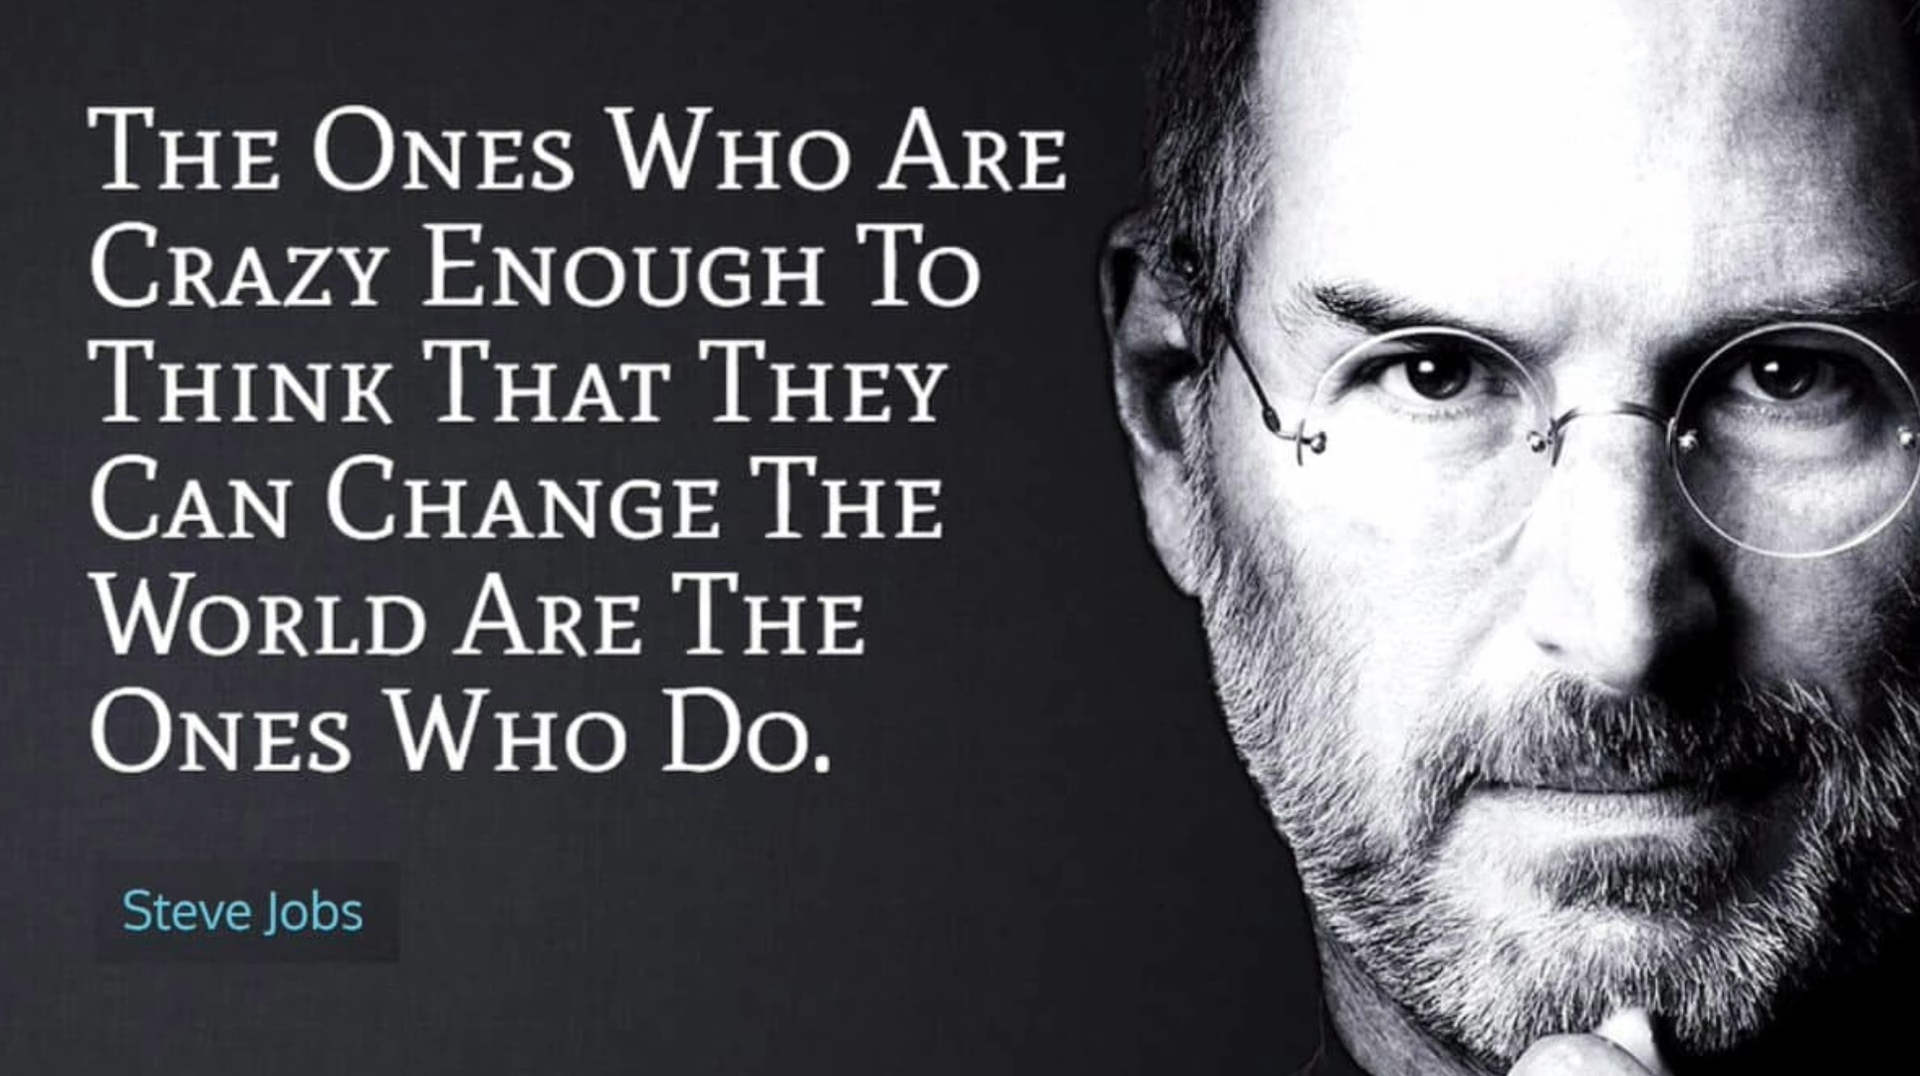 The Ones Who Are
Crazy Enough To
Think That They
Can Change The
World Are The
Ones Who Do.
Steve Jobs